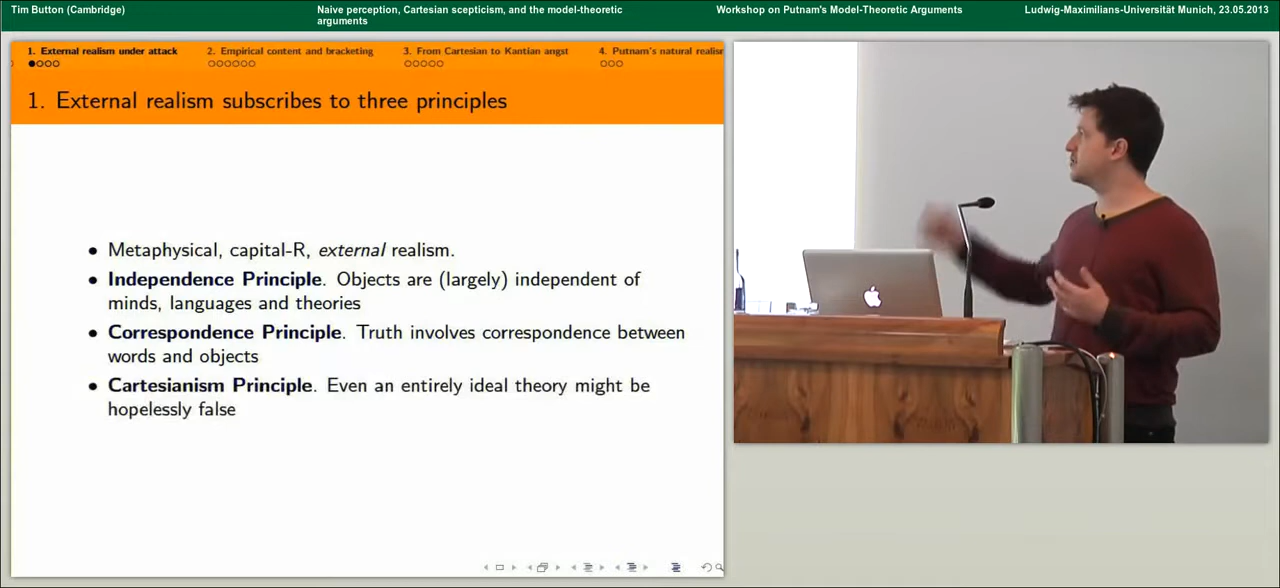 Tim Button (Cambridge)
Naive perception, Cartesian scepticism, and the model-theoretic
arguments
Workshop on Putnam's Model-Theoretic Arguments
Ludwig-Maximilians-Universität Munich, 23.05.2013
1. External realism under attack
2. Empirical content and bracketing
3. From Cartesian to Kantian angst
4. Putnam's natural realism
1. External realism subscribes to three principles
• Metaphysical, capital-R, external realism.
• Independence Principle. Objects are (largely) independent of
minds, languages and theories
• Correspondence Principle. Truth involves correspondence between
words and objects
• Cartesianism Principle. Even an entirely ideal theory might be
hopelessly false